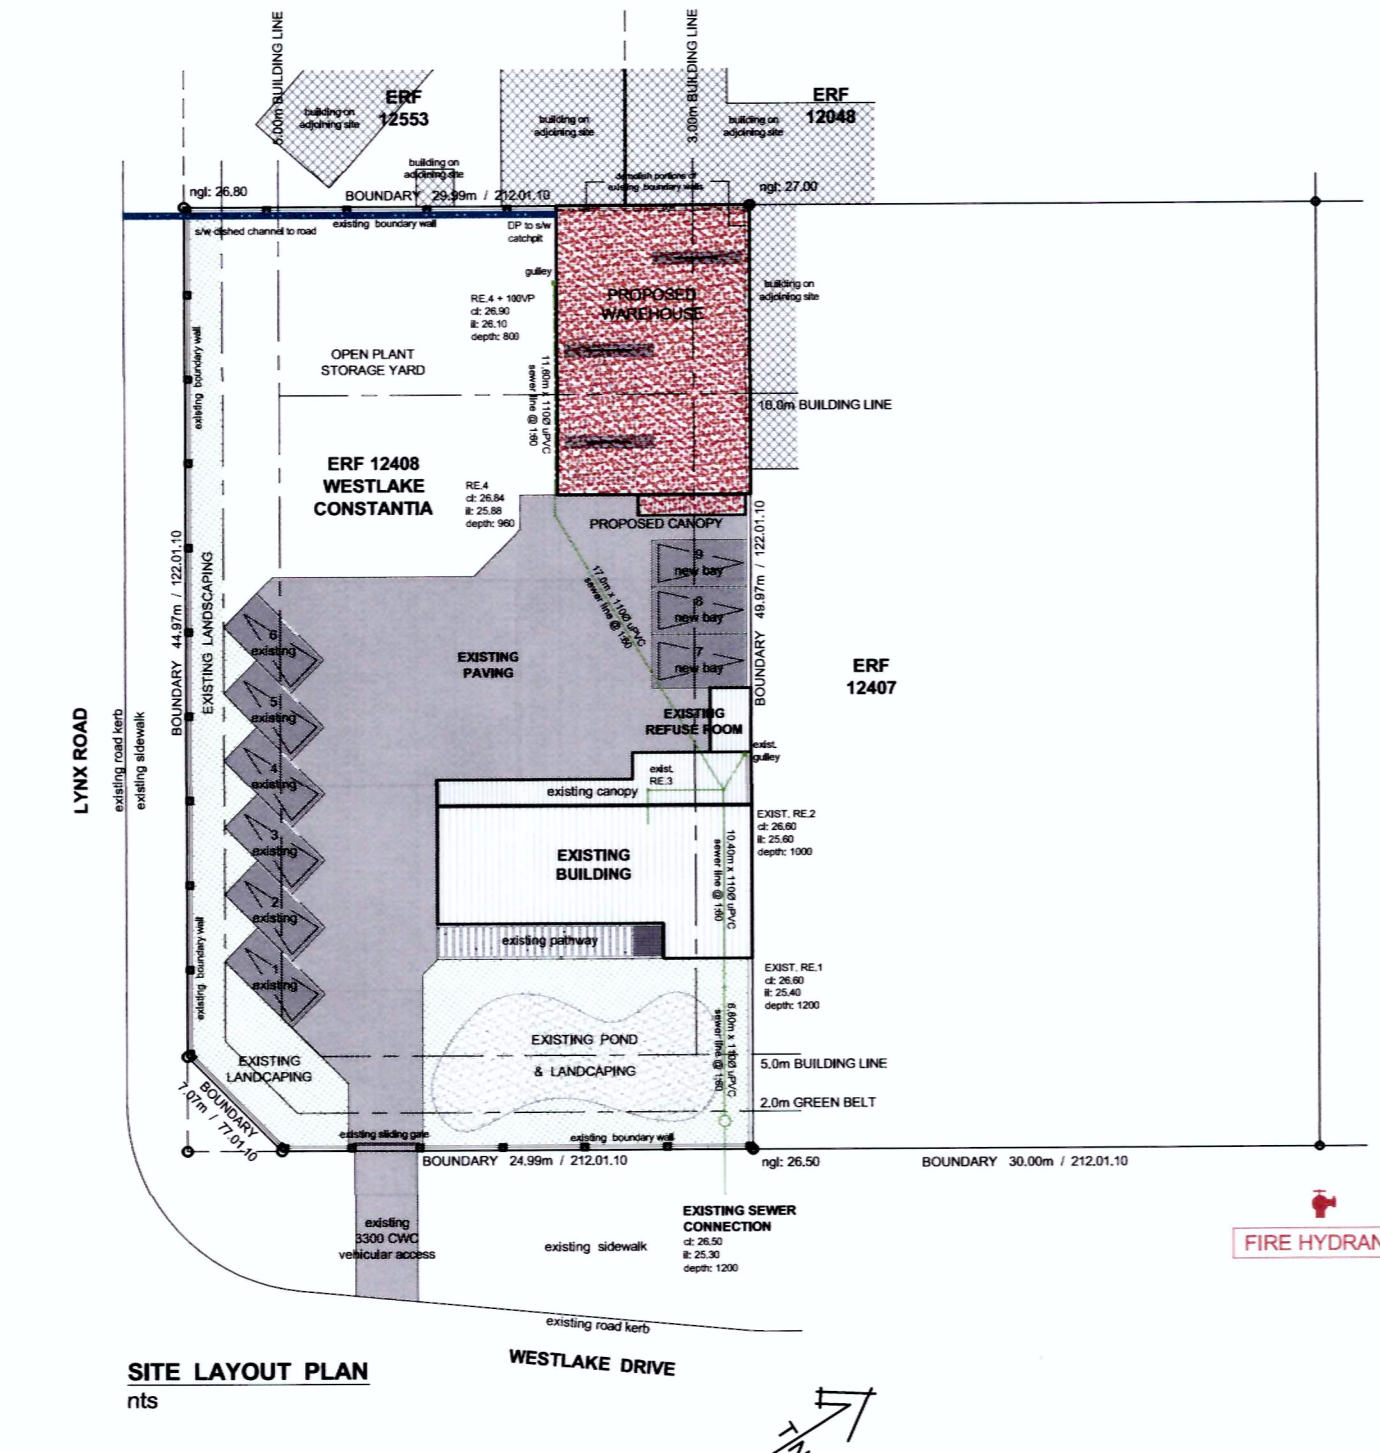 5.00m BUILDING LINE
3.00m BUILDING LINE
ERF
12553
ERF
12048
building on
adjoining site
building on
adjoining site
building on
adjoining site
building on
adjoining site
demolish portions of
existing boundary walls
ngl: 26.80
BOUNDARY 29.99m / 212.01.10
ngl: 27.00
s/w dished channel to road
existing boundary wall
DP to s/w
catchpit
gulley
building on
adjoining site
RE.4 + 100VP
cl: 26.90
il: 26.10
depth: 800
PROPOSED
WAREHOUSE
existing boundary wall
OPEN PLANT
STORAGE YARD
11.60m x 110Ø uPVC
sewer line @ 1:60
BUILDING LINE
ERF 12408
WESTLAKE
CONSTANTIA
RE.4
cl: 26.84
il: 25.88
depth: 960
PROPOSED CANOPY
BOUNDARY 44.97m / 122.01.10
EXISTING LANDSCAPING
17.0m x 110Ø uPVC
sewer line @ 1:60
9
new bay
8
new bay
7
new bay
BOUNDARY 49.97m / 122.01.10
6
existing
5
existing
4
existing
3
existing
2
existing
1
existing
EXISTING
PAVING
ERF
12407
EXISTING
REFUSE ROOM
LYNX ROAD
existing road kerb
existing sidewalk
exist.
gulley
exist.
RE.3
existing canopy
EXIST. RE.2
cl: 26.60
il: 25.60
depth: 1000
EXISTING
BUILDING
10.40m x 110Ø uPVC
sewer line @ 1:60
existing boundary wall
existing pathway
EXIST. RE.1
cl: 26.60
il: 25.40
depth: 1200
EXISTING POND
& LANDCAPING
sewer line @ 1:60
EXISTING
LANDCAPING
5.0m BUILDING LINE
2.0m GREEN BELT
BOUNDARY
7.07m / 77.01.10
existing sliding gate
existing boundary wall
BOUNDARY 24.99m / 212.01.10
ngl: 26.50
BOUNDARY 30.00m / 212.01.10
existing
3300 CWC
vehicular access
existing sidewalk
EXISTING SEWER
CONNECTION
cl: 26.50
il: 25.30
depth: 1200
FIRE HYDRAN
existing road kerb
WESTLAKE DRIVE
SITE LAYOUT PLAN
nts